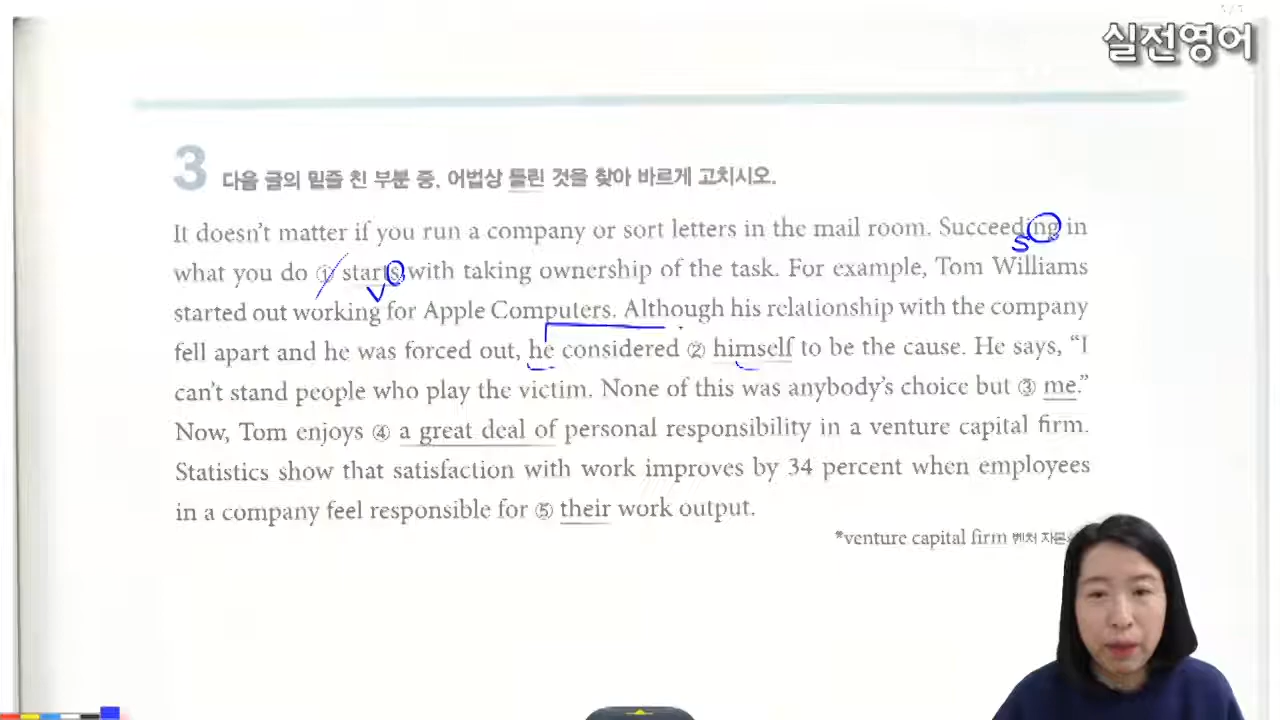 실전영어
3 다음 글의 밑줄 친 부분 중, 어법상 틀린 것을 찾아 바르게 고치시오.
It doesn't matter if you run a company or sort letters in the mail room. Succeeding in
what you do ① starts with taking ownership of the task. For example, Tom Williams
started out working for Apple Computers. Although his relationship with the company
fell apart and he was forced out, he considered ② himself to be the cause. He says, “I
can't stand people who play the victim. None of this was anybody's choice but ③ me.”
Now, Tom enjoys ④ a great deal of personal responsibility in a venture capital firm.
Statistics show that satisfaction with work improves by 34 percent when employees
in a company feel responsible for ⑤ their work output.
*venture capital firm 벤처
S
V